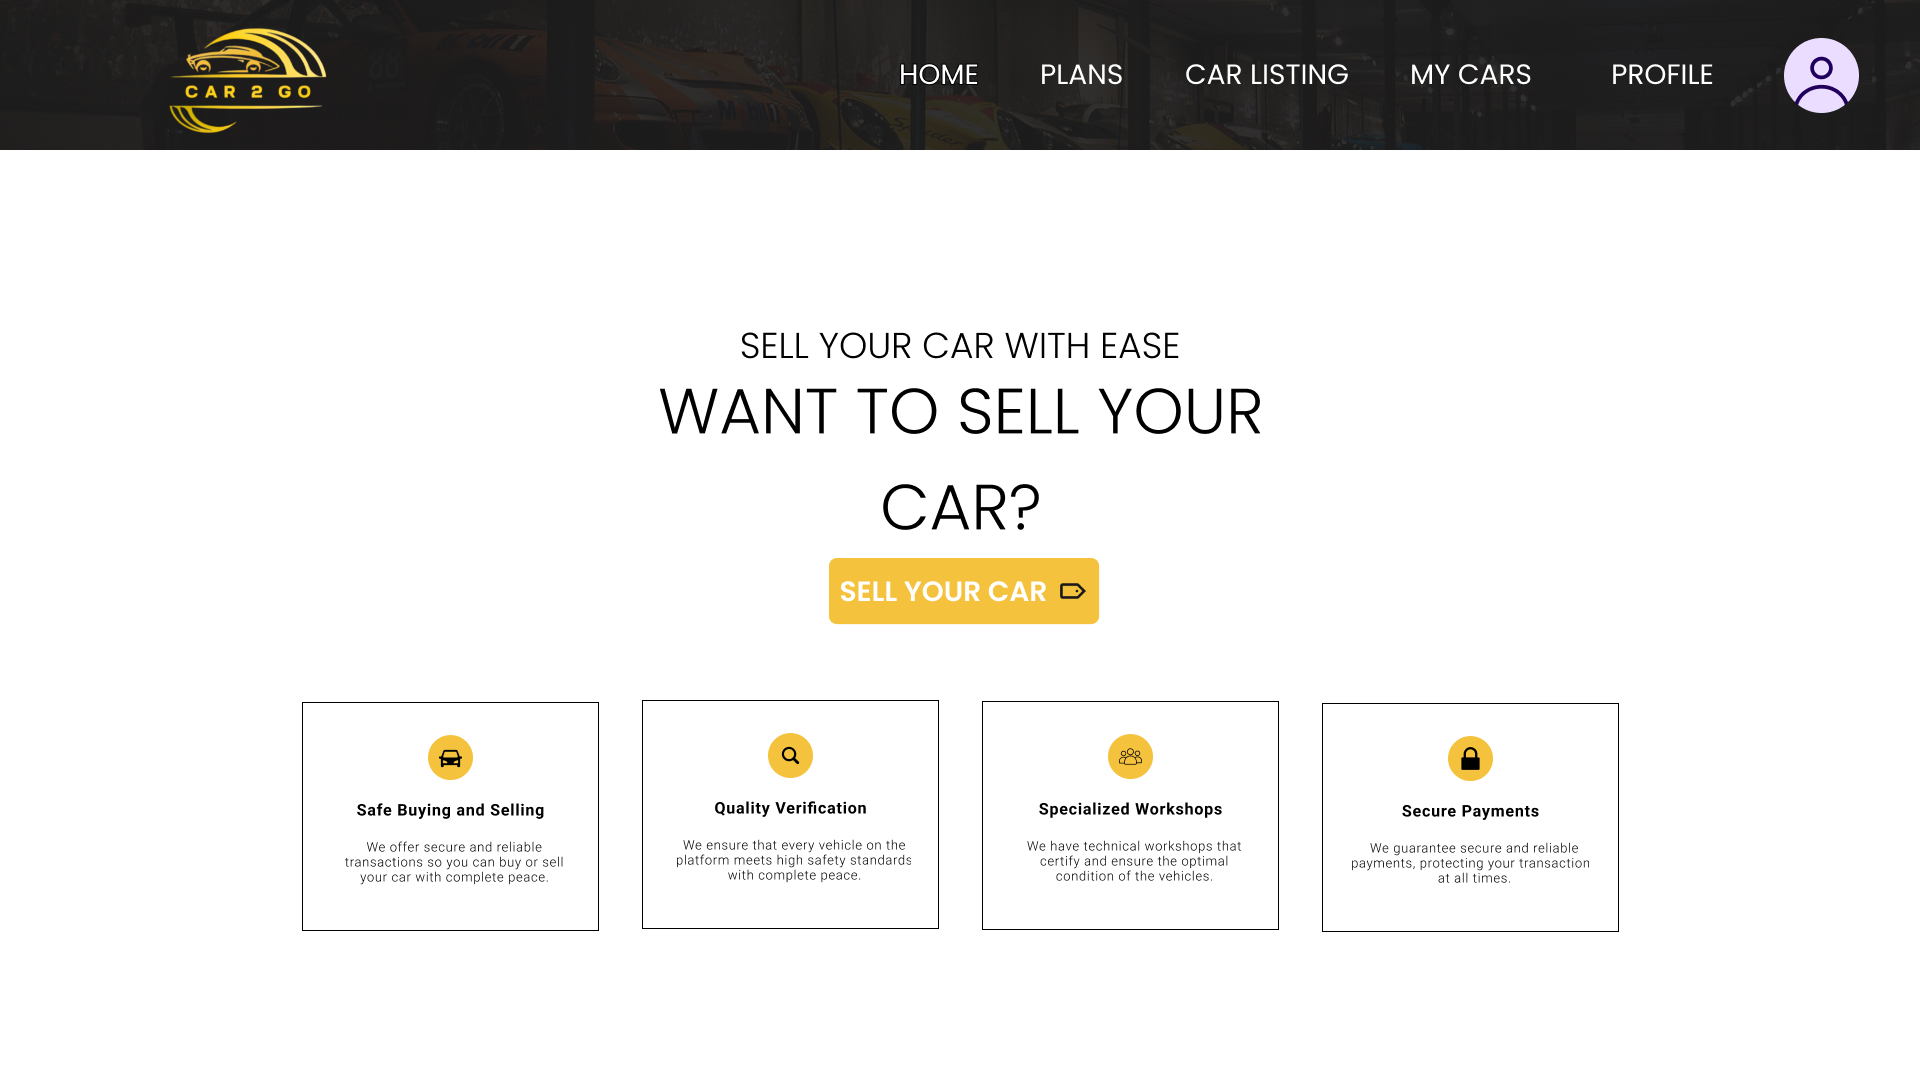 CAR 2 GO
HOME
PLANS
CAR LISTING
MY CARS
PROFILE
SELL YOUR CAR WITH EASE
WANT TO SELL YOUR
CAR?
SELL YOUR CAR
Safe Buying and Selling
We offer secure and reliable
transactions so you can buy or sell
your car with complete peace.
Quality Verification
We ensure that every vehicle on the
platform meets high safety standards
with complete peace.
Specialized Workshops
We have technical workshops that
certify and ensure the optimal
condition of the vehicles.
Secure Payments
We guarantee secure and reliable
payments, protecting your transaction
at all times.